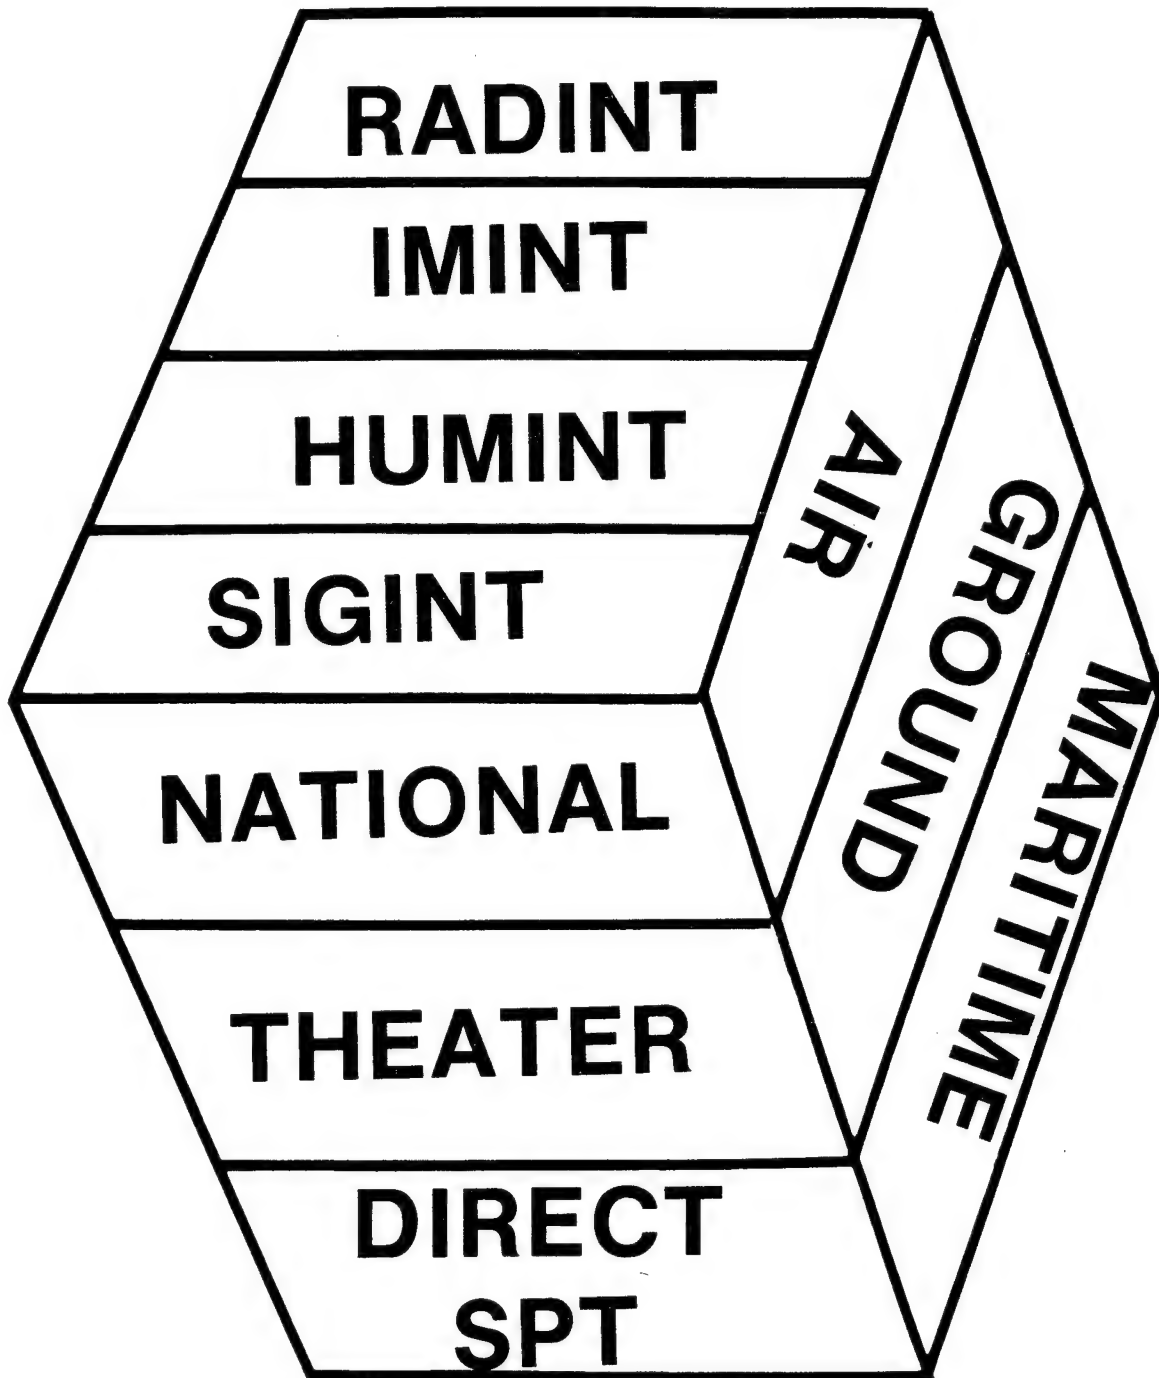 RADINT
IMINT
HUMINT
SIGINT
NATIONAL
THEATER
DIRECT
SPT
AIR
GROUND
MARITIME